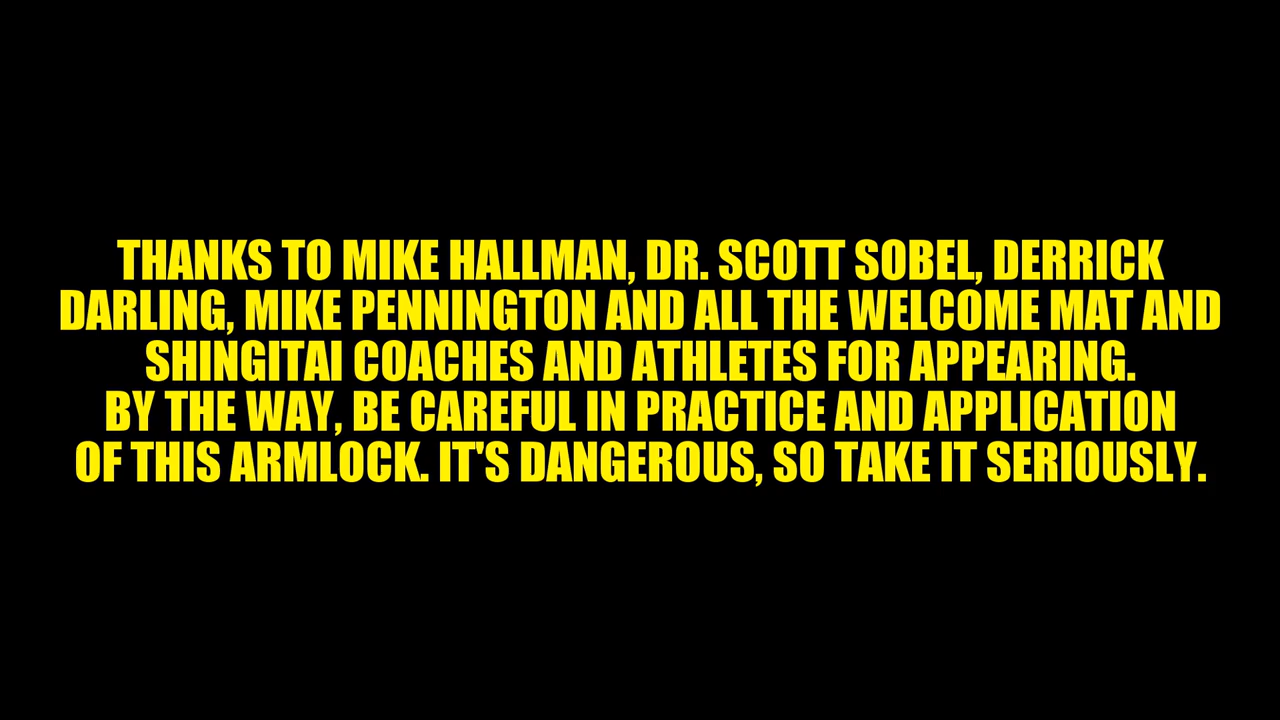 THANKS TO MIKE HALLMAN, DR. SCOTT SOBEL, DERRICK
DARLING, MIKE PENNINGTON AND ALL THE WELCOME MAT AND
SHINGITAI COACHES AND ATHLETES FOR APPEARING.
BY THE WAY, BE CAREFUL IN PRACTICE AND APPLICATION
OF THIS ARMLOCK. IT'S DANGEROUS, SO TAKE IT SERIOUSLY.